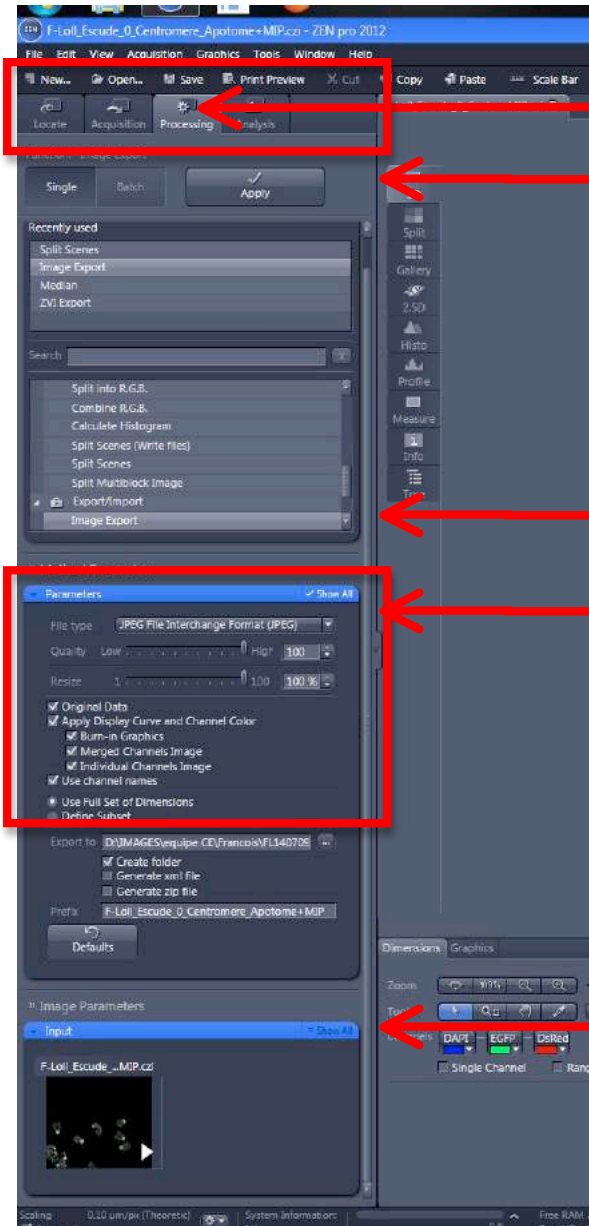 F-Loll_Escude_0_Centromere_Apotome+MIP.czi - ZEN pro 2012
File Edit View Acquisition Graphics Tools Window Help
New... Open... Save Print Preview Cut Copy Paste Scale Bar
Locate Acquisition Processing Analysis
Single Batch Apply
Recently used
Split Scenes
Image Export
Median
ZVI Export
Search
Split into R.G.B.
Combine R.G.B.
Calculate Histogram
Split Scenes (Write files)
Split Scenes
Split Multiblock Image
Export/Import
Image Export
Split
Gallery
2.5D
Histo
Profile
Measure
Info
Tree
Parameters Show All
File type JPEG File Interchange Format (JPEG)
Quality Low High 100
Resize 1 100 100 %
Original Data
Apply Display Curve and Channel Color
Burn-in Graphics
Merged Channels Image
Individual Channels Image
Use channel names
Use Full Set of Dimensions
Define Subset
Export to D:\IMAGES\equipe CE\Francois\FL140709
Create folder
Generate xml file
Generate zip file
Prefix F-Loll_Escude_0_Centromere_Apotome+MIP
Defaults
Image Parameters
Input Show All
F-Loll_Escude_...MIP.czi
Dimensions Graphics
Zoom
Channels DAPI EGFP DsRed
Single Channel
Scaling 0.10 um/px (Theoretic) System Information: Free RAM